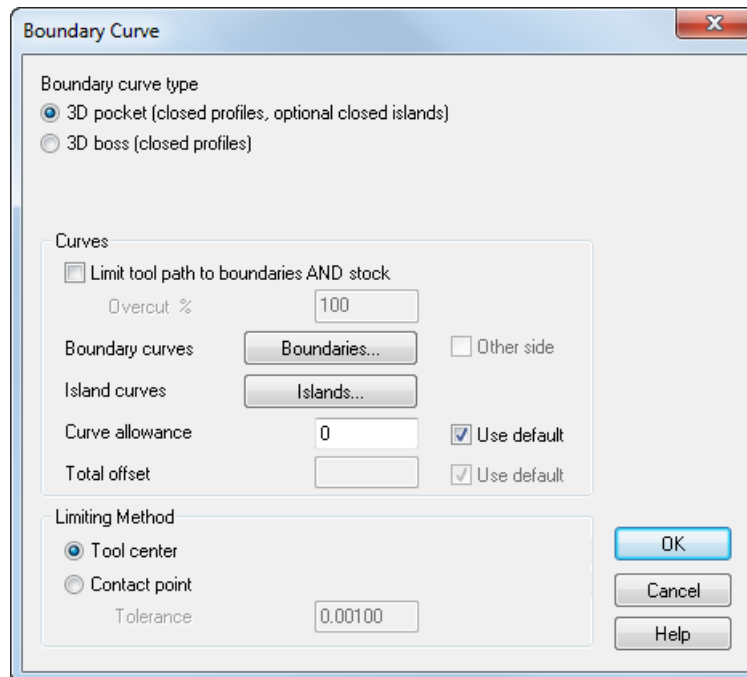 Boundary Curve
Boundary curve type
3D pocket (closed profiles, optional closed islands)
3D boss (closed profiles)
Curves
Limit tool path to boundaries AND stock
Overcut % 100
Boundary curves Boundaries... Other side
Island curves Islands...
Curve allowance 0 Use default
Total offset Use default
Limiting Method
Tool center
Contact point
Tolerance 0.00100
OK
Cancel
Help